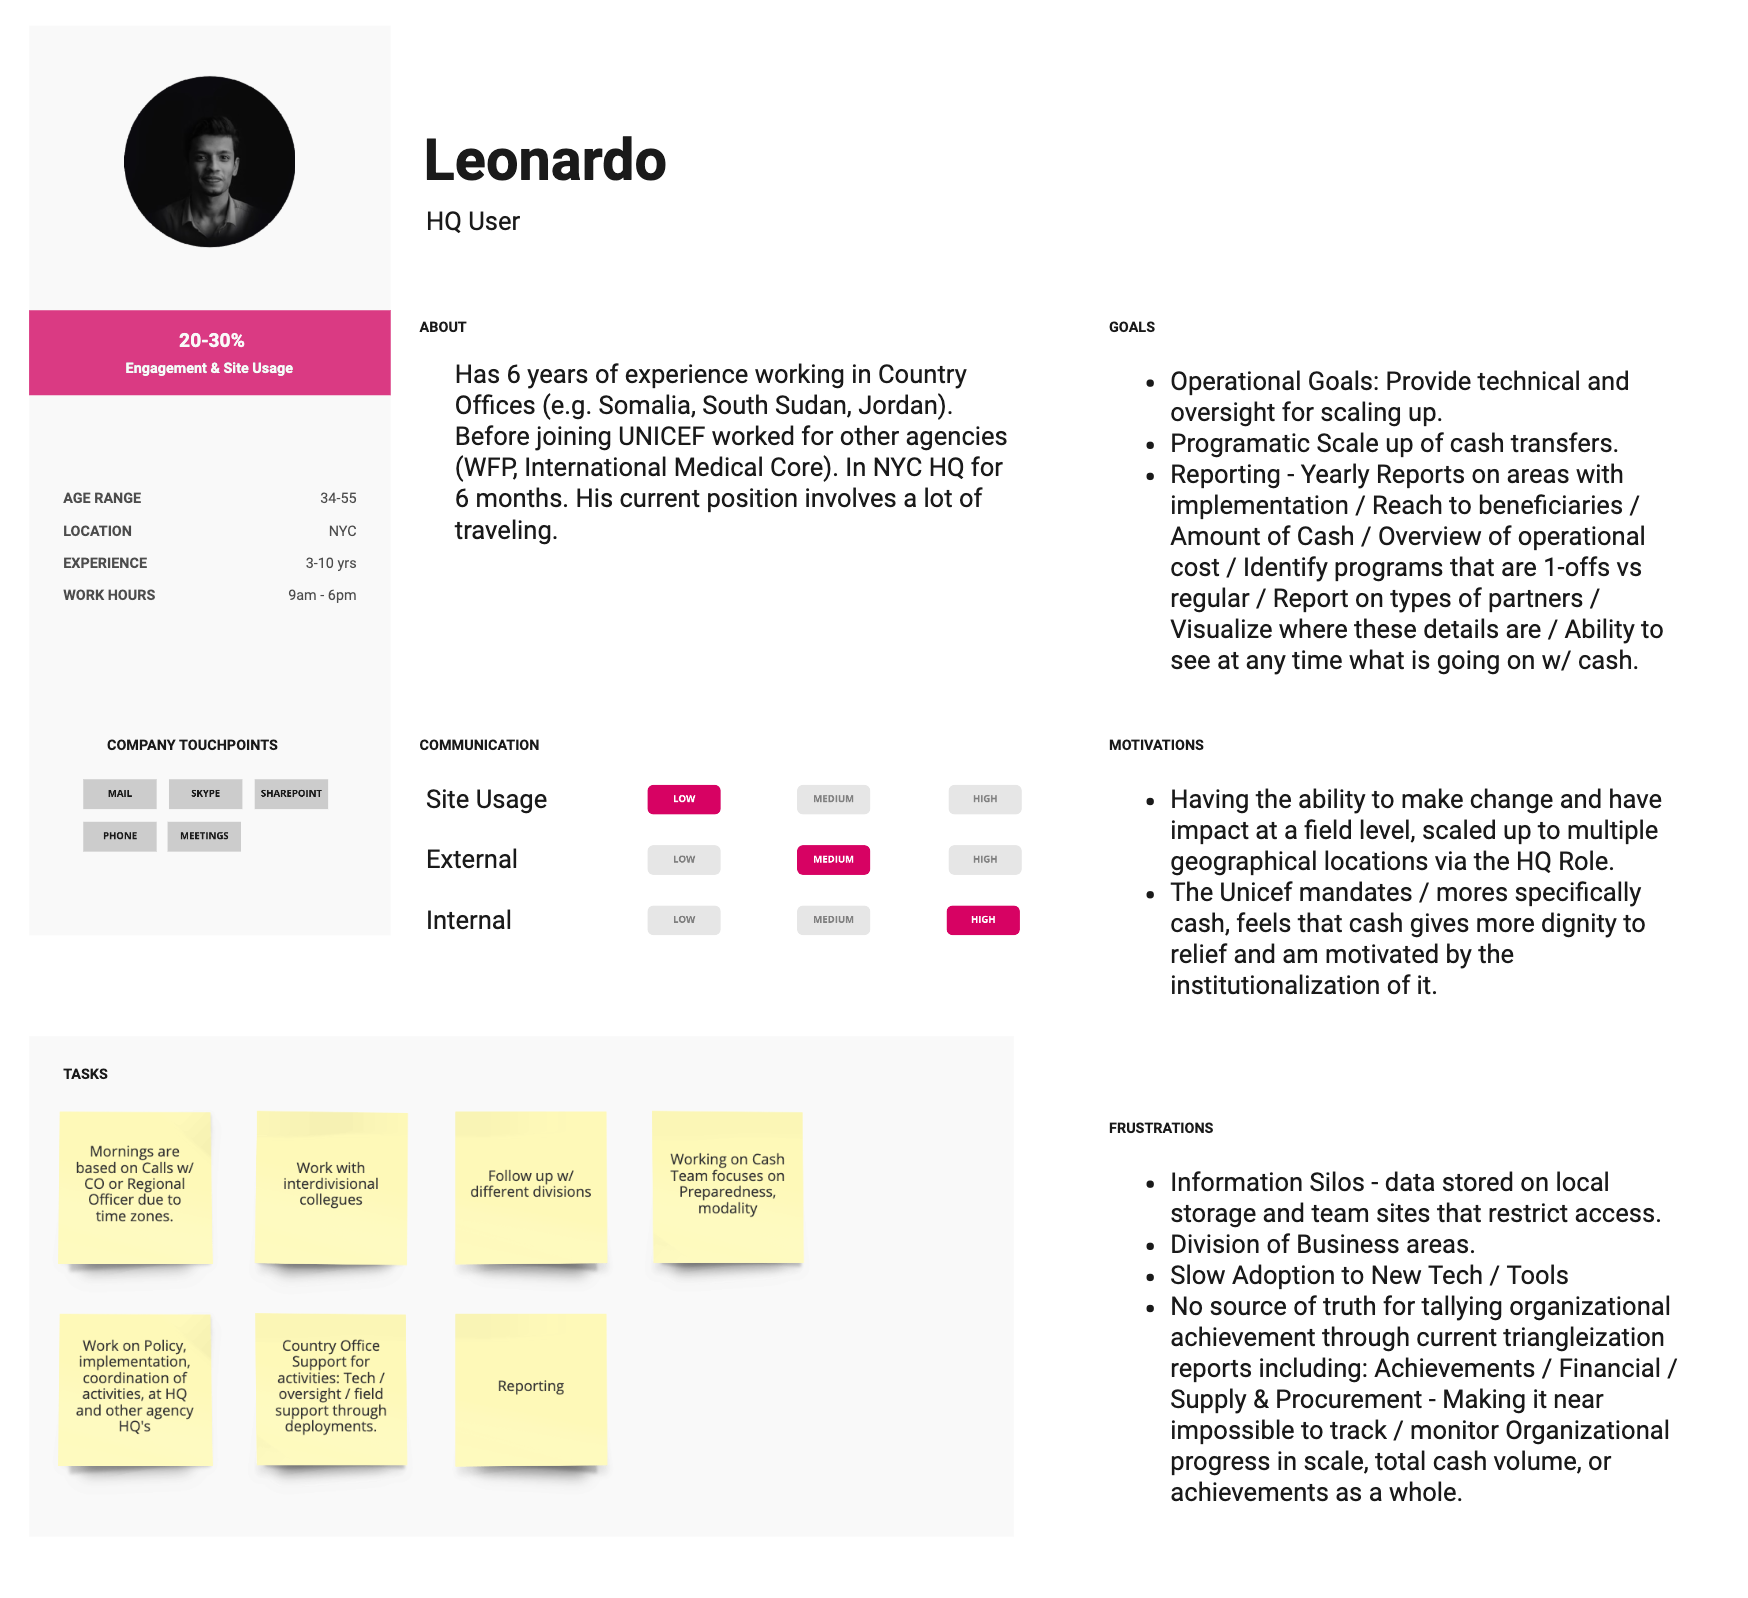 Leonardo
HQ User
20-30%
Engagement & Site Usage
AGE RANGE 34-55
LOCATION NYC
EXPERIENCE 3-10 yrs
WORK HOURS 9am - 6pm
COMPANY TOUCHPOINTS
MAIL SKYPE SHAREPOINT
PHONE MEETINGS
ABOUT
Has 6 years of experience working in Country
Offices (e.g. Somalia, South Sudan, Jordan).
Before joining UNICEF worked for other agencies
(WFP, International Medical Core). In NYC HQ for
6 months. His current position involves a lot of
traveling.
COMMUNICATION
Site Usage LOW MEDIUM HIGH
External LOW MEDIUM HIGH
Internal LOW MEDIUM HIGH
GOALS
• Operational Goals: Provide technical and
oversight for scaling up.
• Programatic Scale up of cash transfers.
• Reporting - Yearly Reports on areas with
implementation / Reach to beneficiaries /
Amount of Cash / Overview of operational
cost / Identify programs that are 1-offs vs
regular / Report on types of partners /
Visualize where these details are / Ability to
see at any time what is going on w/ cash.
MOTIVATIONS
• Having the ability to make change and have
impact at a field level, scaled up to multiple
geographical locations via the HQ Role.
• The Unicef mandates / mores specifically
cash, feels that cash gives more dignity to
relief and am motivated by the
institutionalization of it.
TASKS
Mornings are
based on Calls w/
CO or Regional
Officer due to
time zones.
Work with
interdivisional
collegues
Follow up w/
different divisions
Working on Cash
Team focuses on
Preparedness,
modality
Work on Policy,
implementation,
coordination of
activities, at HQ
and other agency
HQ's
Country Office
Support for
activities: Tech /
oversight / field
support through
deployments.
Reporting
FRUSTRATIONS
• Information Silos - data stored on local
storage and team sites that restrict access.
• Division of Business areas.
• Slow Adoption to New Tech / Tools
• No source of truth for tallying organizational
achievement through current triangleization
reports including: Achievements / Financial /
Supply & Procurement - Making it near
impossible to track / monitor Organizational
progress in scale, total cash volume, or
achievements as a whole.